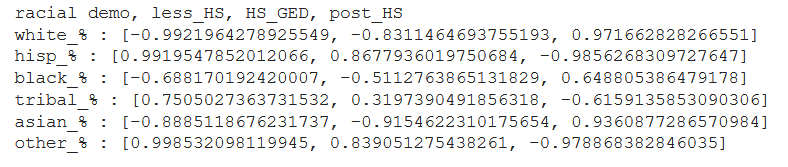 racial demo, less_HS, HS_GED, post_HS
white_% : [-0.9921964278925549, -0.8311464693755193, 0.971662828266551]
hisp_% : [0.9919547852012066, 0.8677936019750684, -0.9856268309727647]
black_% : [-0.688170192420007, -0.5112763865131829, 0.648805386479178]
tribal_% : [0.7505027363731532, 0.3197390491856318, -0.6159135853090306]
asian_% : [-0.8885118676231737, -0.9154622310175654, 0.9360877286570984]
other_% : [0.998532098119945, 0.839051275438261, -0.978868382846035]